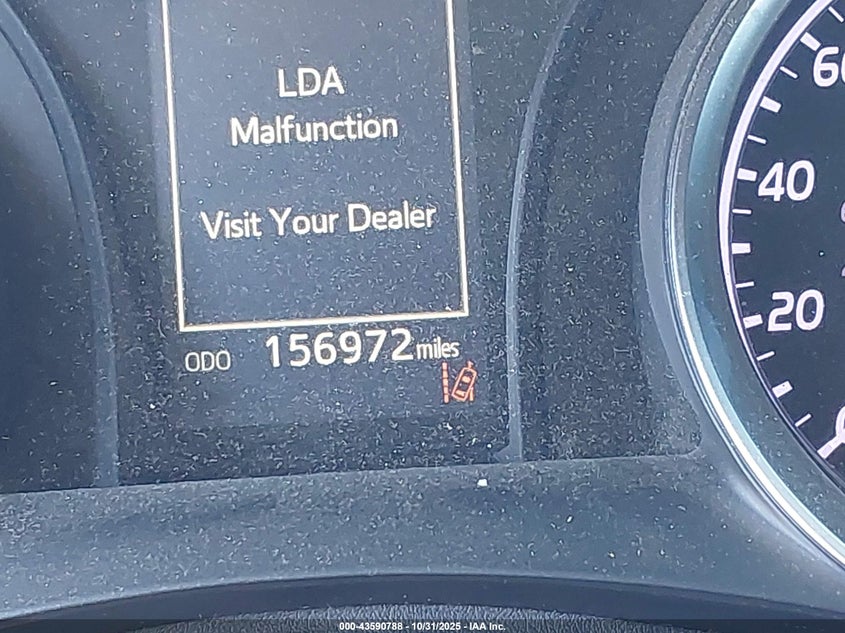 LDA
Malfunction
Visit Your Dealer
ODO 156972 miles
60
40
20
000-43590788 - 10/31/2025 - IAA Inc.